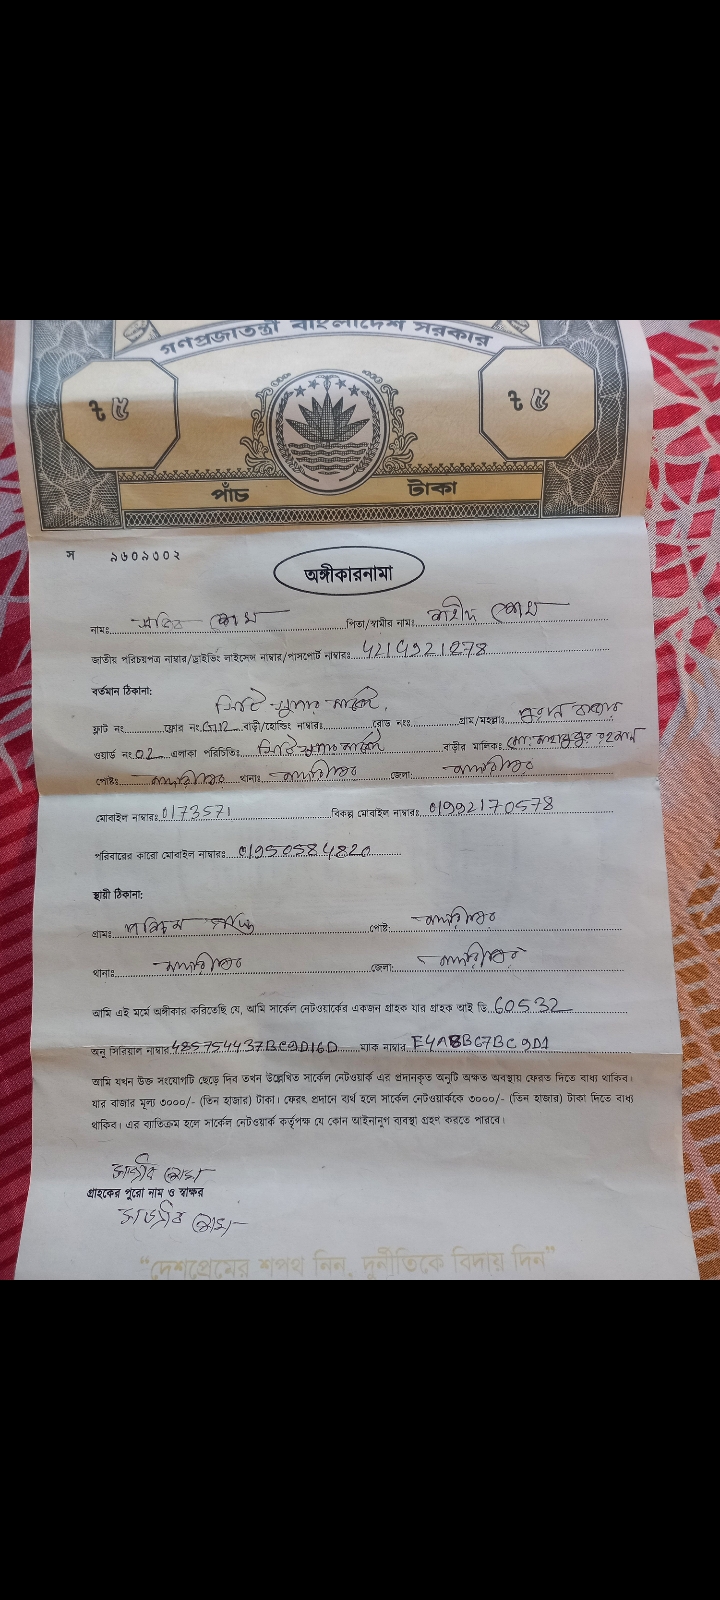 গণপ্রজাতন্ত্রী বাংলাদেশ সরকার
৳ ৫ ৳ ৫
পাঁচ টাকা
স ৯৬০৯৩০২
অঙ্গীকারনামা
নামঃ পিতা/স্বামীর নামঃ
জাতীয় পরিচয়পত্র নাম্বার/ড্রাইভিং লাইসেন্স নাম্বার/পাসপোর্ট নাম্বারঃ 4219921278
বর্তমান ঠিকানা:
সিটি সুপার মার্কেট,
ফ্লাট নং ফ্লোর নং বাড়ী/হোল্ডিং নাম্বারঃ রোড নংঃ গ্রাম/মহল্লাঃ পুরান বাজার
ওয়ার্ড নং 02 এলাকা পরিচিতিঃ সিটি সুপার মার্কেট বাড়ীর মালিকঃ
পোষ্টঃ মাদারীপুর থানাঃ মাদারীপুর জেলা: মাদারীপুর
মোবাইল নাম্বারঃ 0173571 বিকল্প মোবাইল নাম্বারঃ 01992170578
পরিবারের কারো মোবাইল নাম্বারঃ 01950584820
স্থায়ী ঠিকানা:
গ্রামঃ পোষ্ট: মাদারীপুর
থানাঃ মাদারীপুর জেলা: মাদারীপুর
আমি এই মর্মে অঙ্গীকার করিতেছি যে, আমি সার্কেল নেটওয়ার্কের একজন গ্রাহক যার গ্রাহক আই ডি 60532
অনু সিরিয়াল নাম্বার 485754437BC9D16D ম্যাক নাম্বার E4A8BC7BC9D1
আমি যখন উক্ত সংযোগটি ছেড়ে দিব তখন উল্লেখিত সার্কেল নেটওয়ার্ক এর প্রদানকৃত অনুটি অক্ষত অবস্থায় ফেরত দিতে বাধ্য থাকিব।
যার বাজার মূল্য ৩০০০/- (তিন হাজার) টাকা। ফেরৎ প্রদানে ব্যর্থ হলে সার্কেল নেটওয়ার্ককে ৩০০০/- (তিন হাজার) টাকা দিতে বাধ্য
থাকিব। এর ব্যতিক্রম হলে সার্কেল নেটওয়ার্ক কর্তৃপক্ষ যে কোন আইনানুগ ব্যবস্থা গ্রহণ করতে পারবে।
গ্রাহকের পুরো নাম ও স্বাক্ষর
“দেশপ্রেমের শপথ নিন, দুর্নীতিকে বিদায় দিন”